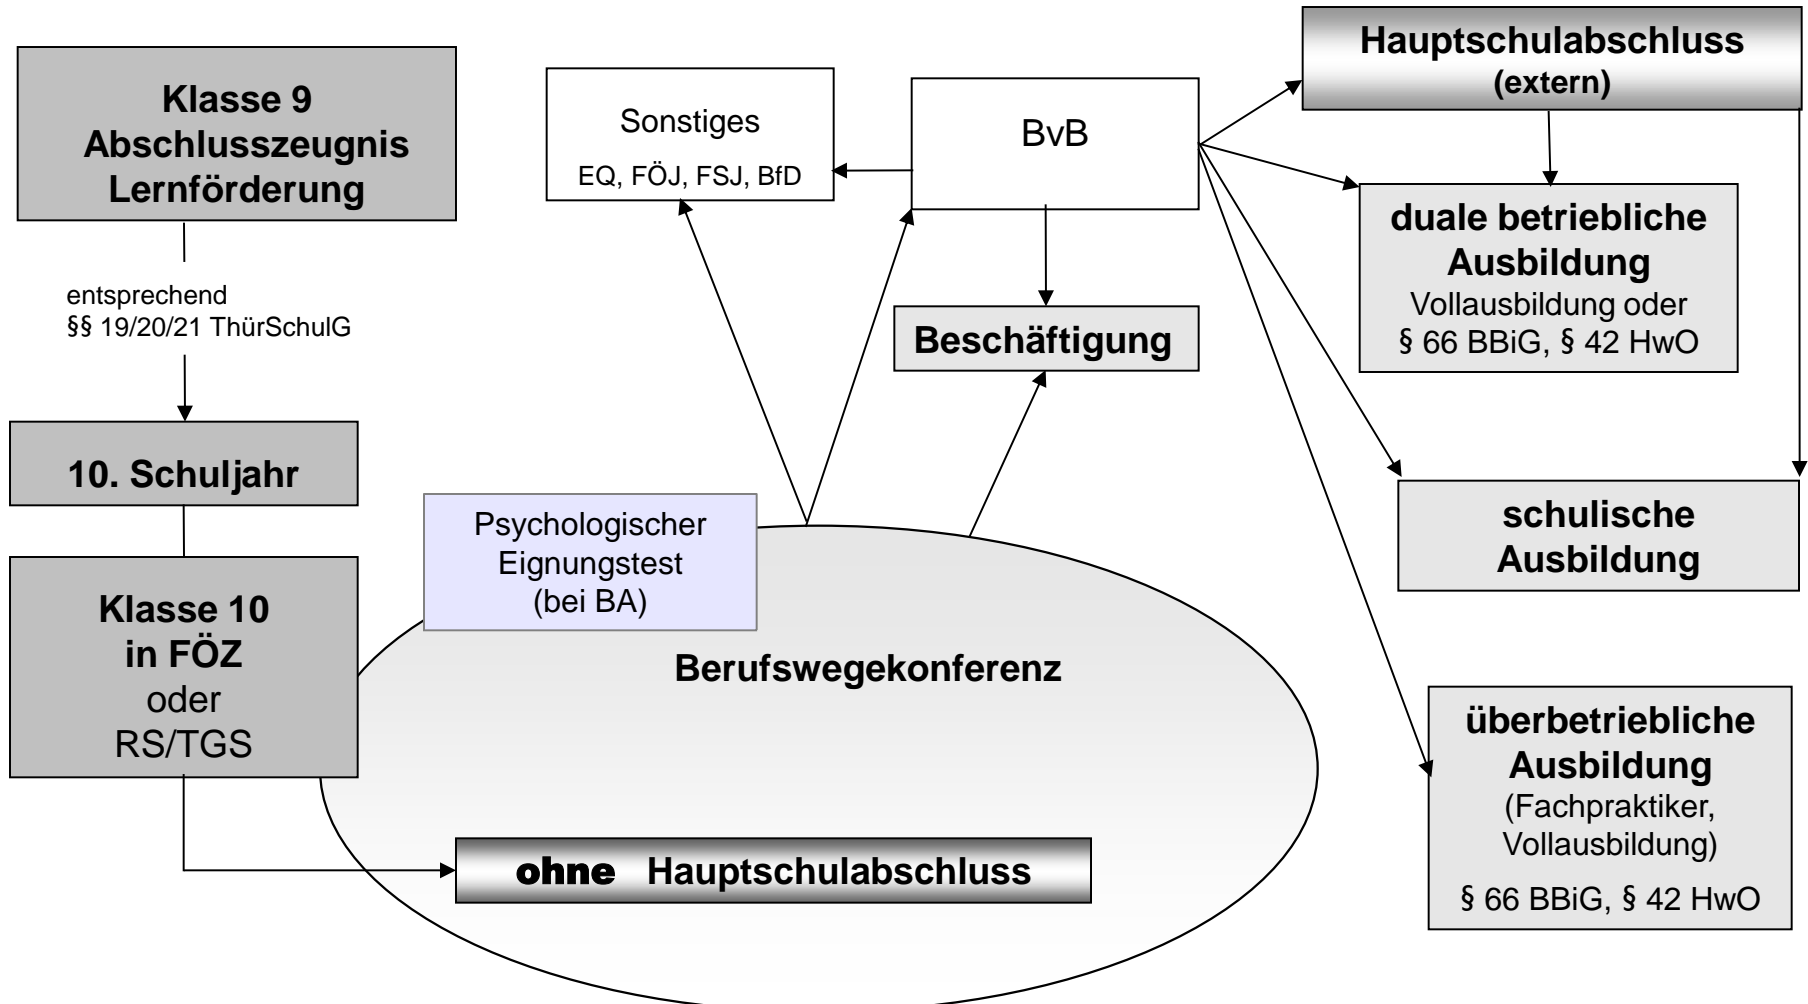 Klasse 9
Abschlusszeugnis
Lernförderung
entsprechend
§§ 19/20/21 ThürSchulG
10. Schuljahr
Klasse 10
in FÖZ
oder
RS/TGS
Psychologischer
Eignungstest
(bei BA)
Berufswegekonferenz
ohne Hauptschulabschluss
Sonstiges
EQ, FÖJ, FSJ, BfD
BvB
Beschäftigung
Hauptschulabschluss
(extern)
duale betriebliche
Ausbildung
Vollausbildung oder
§ 66 BBiG, § 42 HwO
schulische
Ausbildung
überbetriebliche
Ausbildung
(Fachpraktiker,
Vollausbildung)
§ 66 BBiG, § 42 HwO